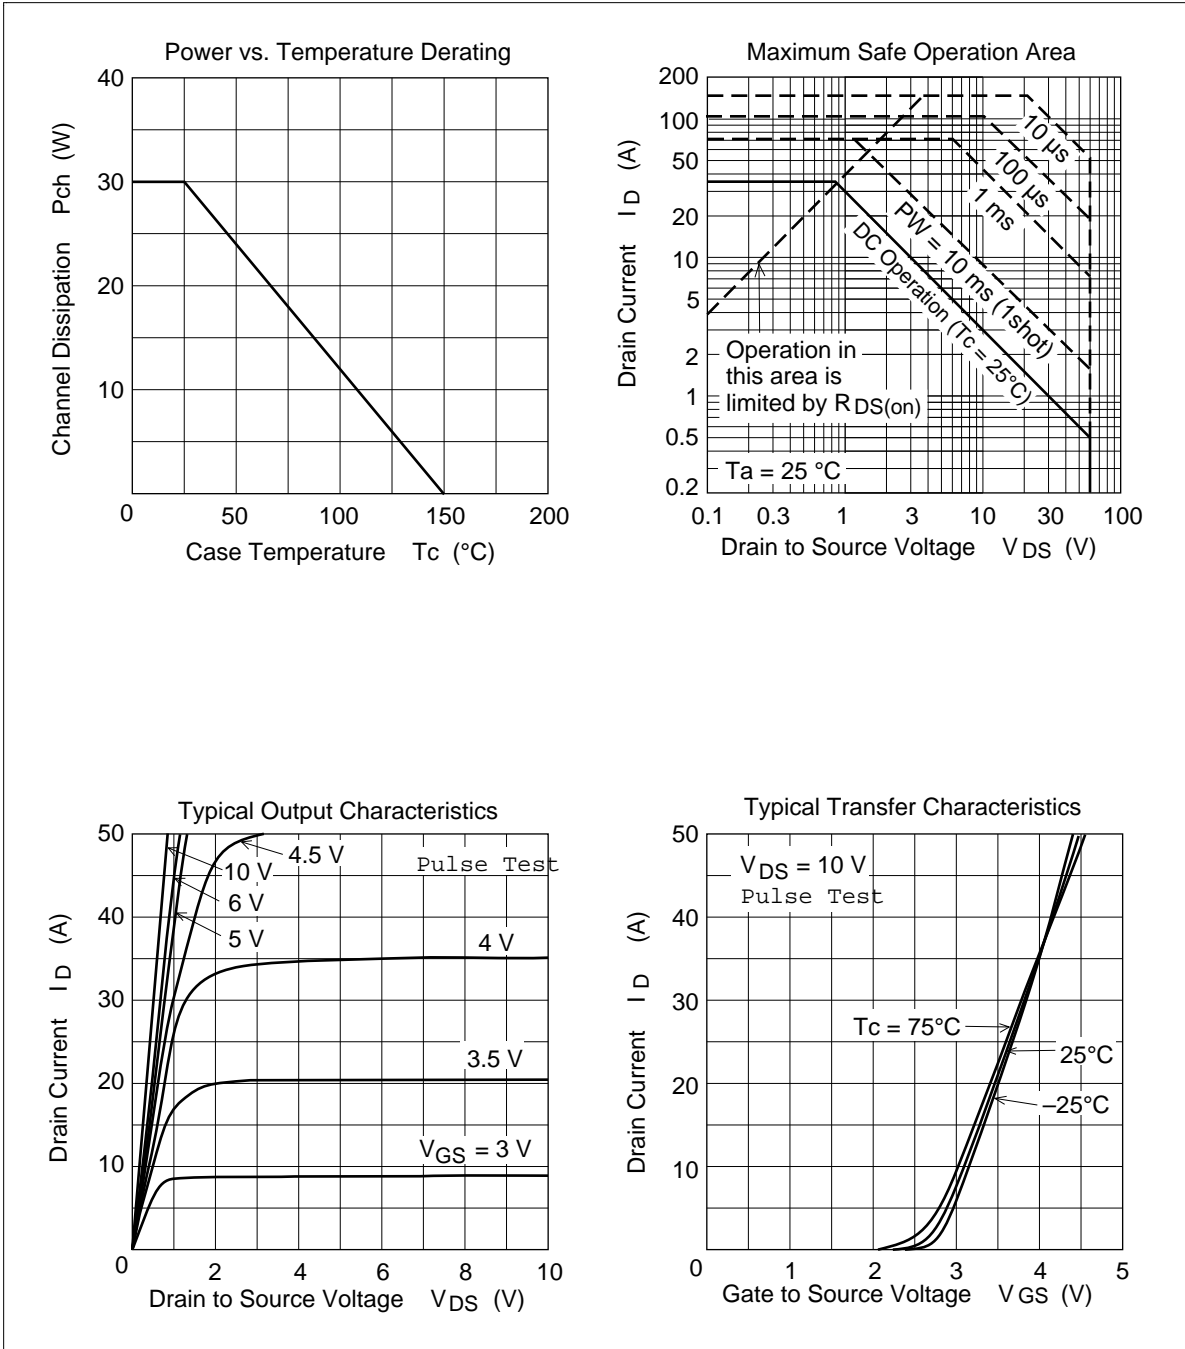 Power vs. Temperature Derating
40
30
20
10
0
50
100
150
200
Channel Dissipation Pch (W)
Case Temperature Tc (°C)
Maximum Safe Operation Area
200
100
50
20
10
5
2
1
0.5
0.2
0.1
0.3
1
3
10
30
100
Drain Current I D (A)
Drain to Source Voltage V DS (V)
10 µs
100 µs
1 ms
PW = 10 ms (1shot)
DC Operation (Tc = 25°C)
Operation in
this area is
limited by R DS(on)
Ta = 25 °C
Typical Output Characteristics
50
40
30
20
10
0
2
4
6
8
10
Drain Current I D (A)
Drain to Source Voltage V DS (V)
10 V
6 V
5 V
4.5 V
Pulse Test
4 V
3.5 V
V GS = 3 V
Typical Transfer Characteristics
50
40
30
20
10
0
1
2
3
4
5
Drain Current I D (A)
Gate to Source Voltage V GS (V)
V DS = 10 V
Pulse Test
Tc = 75°C
25°C
–25°C